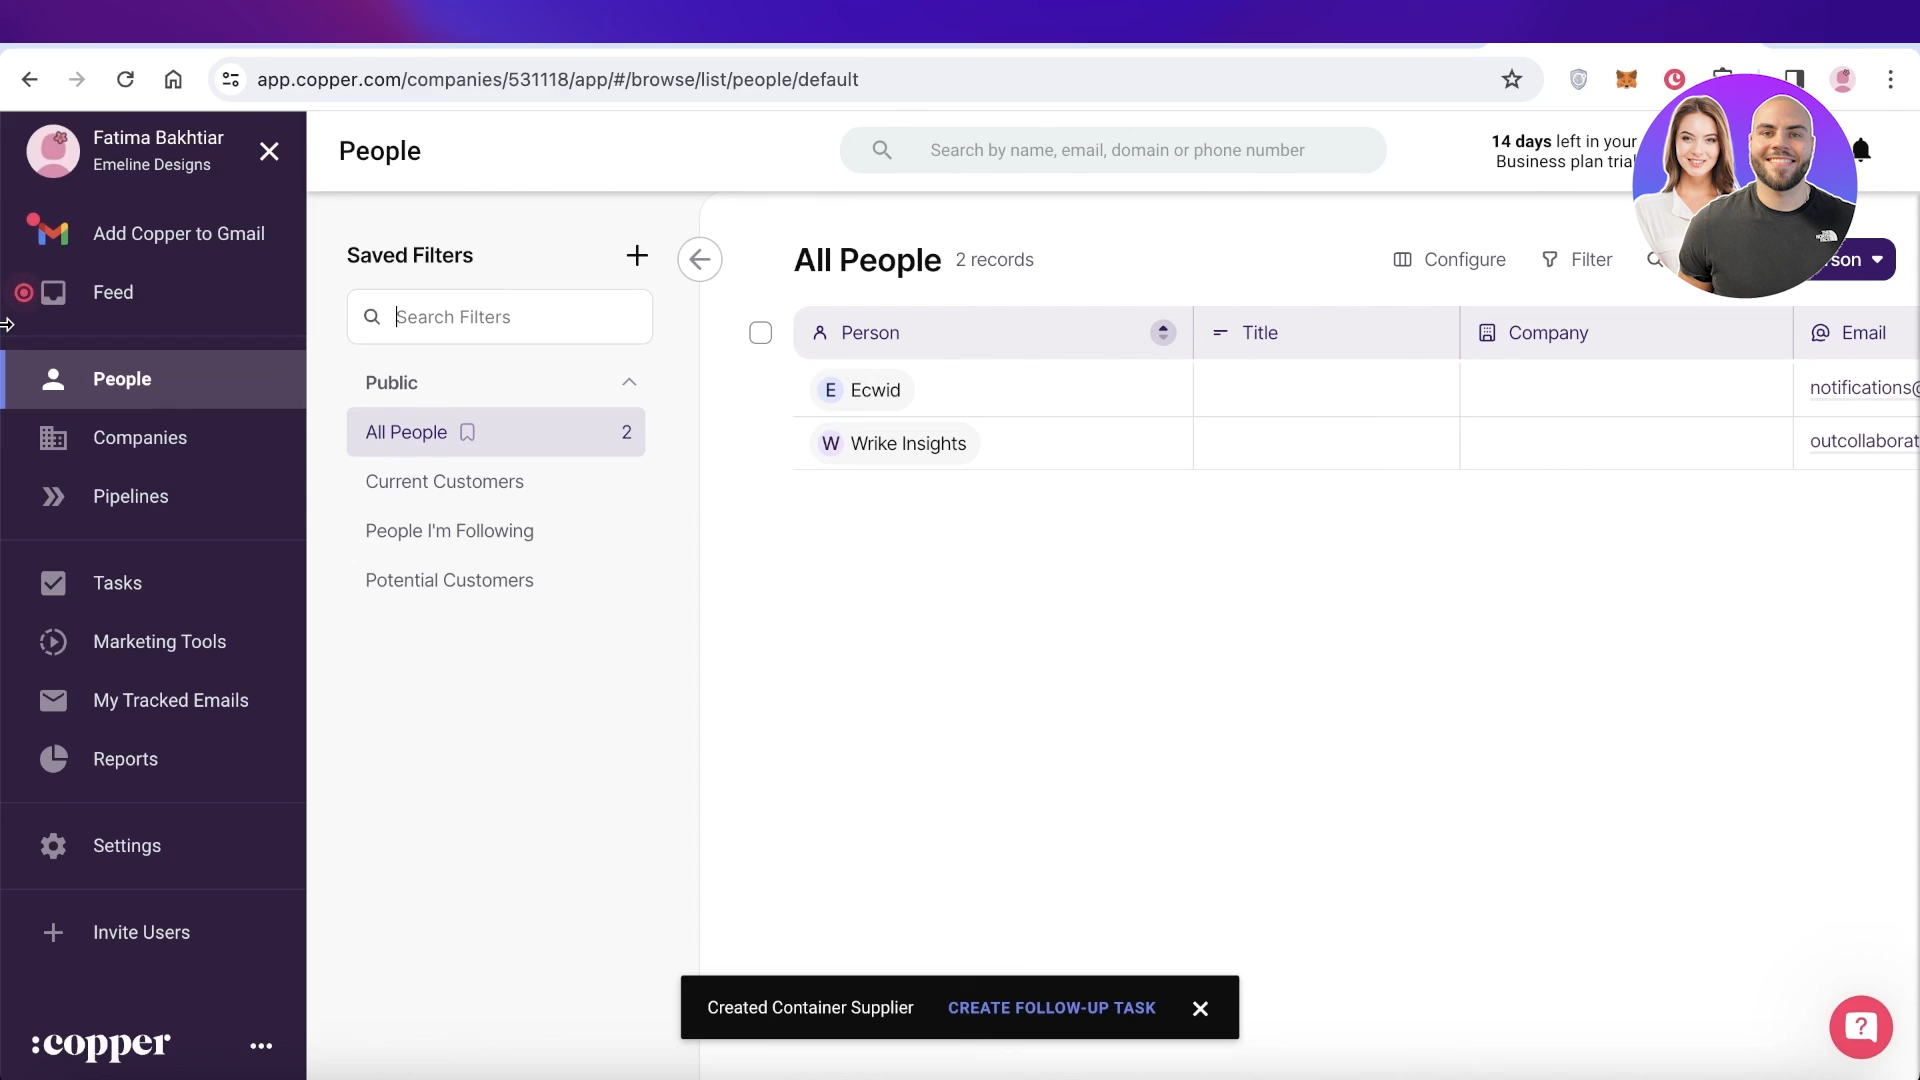 app.copper.com/companies/531118/app/#/browse/list/people/default
Fatima Bakhtiar
Emeline Designs
Add Copper to Gmail
Feed
People
Companies
Pipelines
Tasks
Marketing Tools
My Tracked Emails
Reports
Settings
Invite Users
:copper
People
Search by name, email, domain or phone number
14 days left in your
Business plan trial
Saved Filters
Search Filters
Public
All People 2
Current Customers
People I'm Following
Potential Customers
All People 2 records
Configure Filter
Person Title Company Email
E Ecwid notifications@
W Wrike Insights outcollaborat
Created Container Supplier CREATE FOLLOW-UP TASK